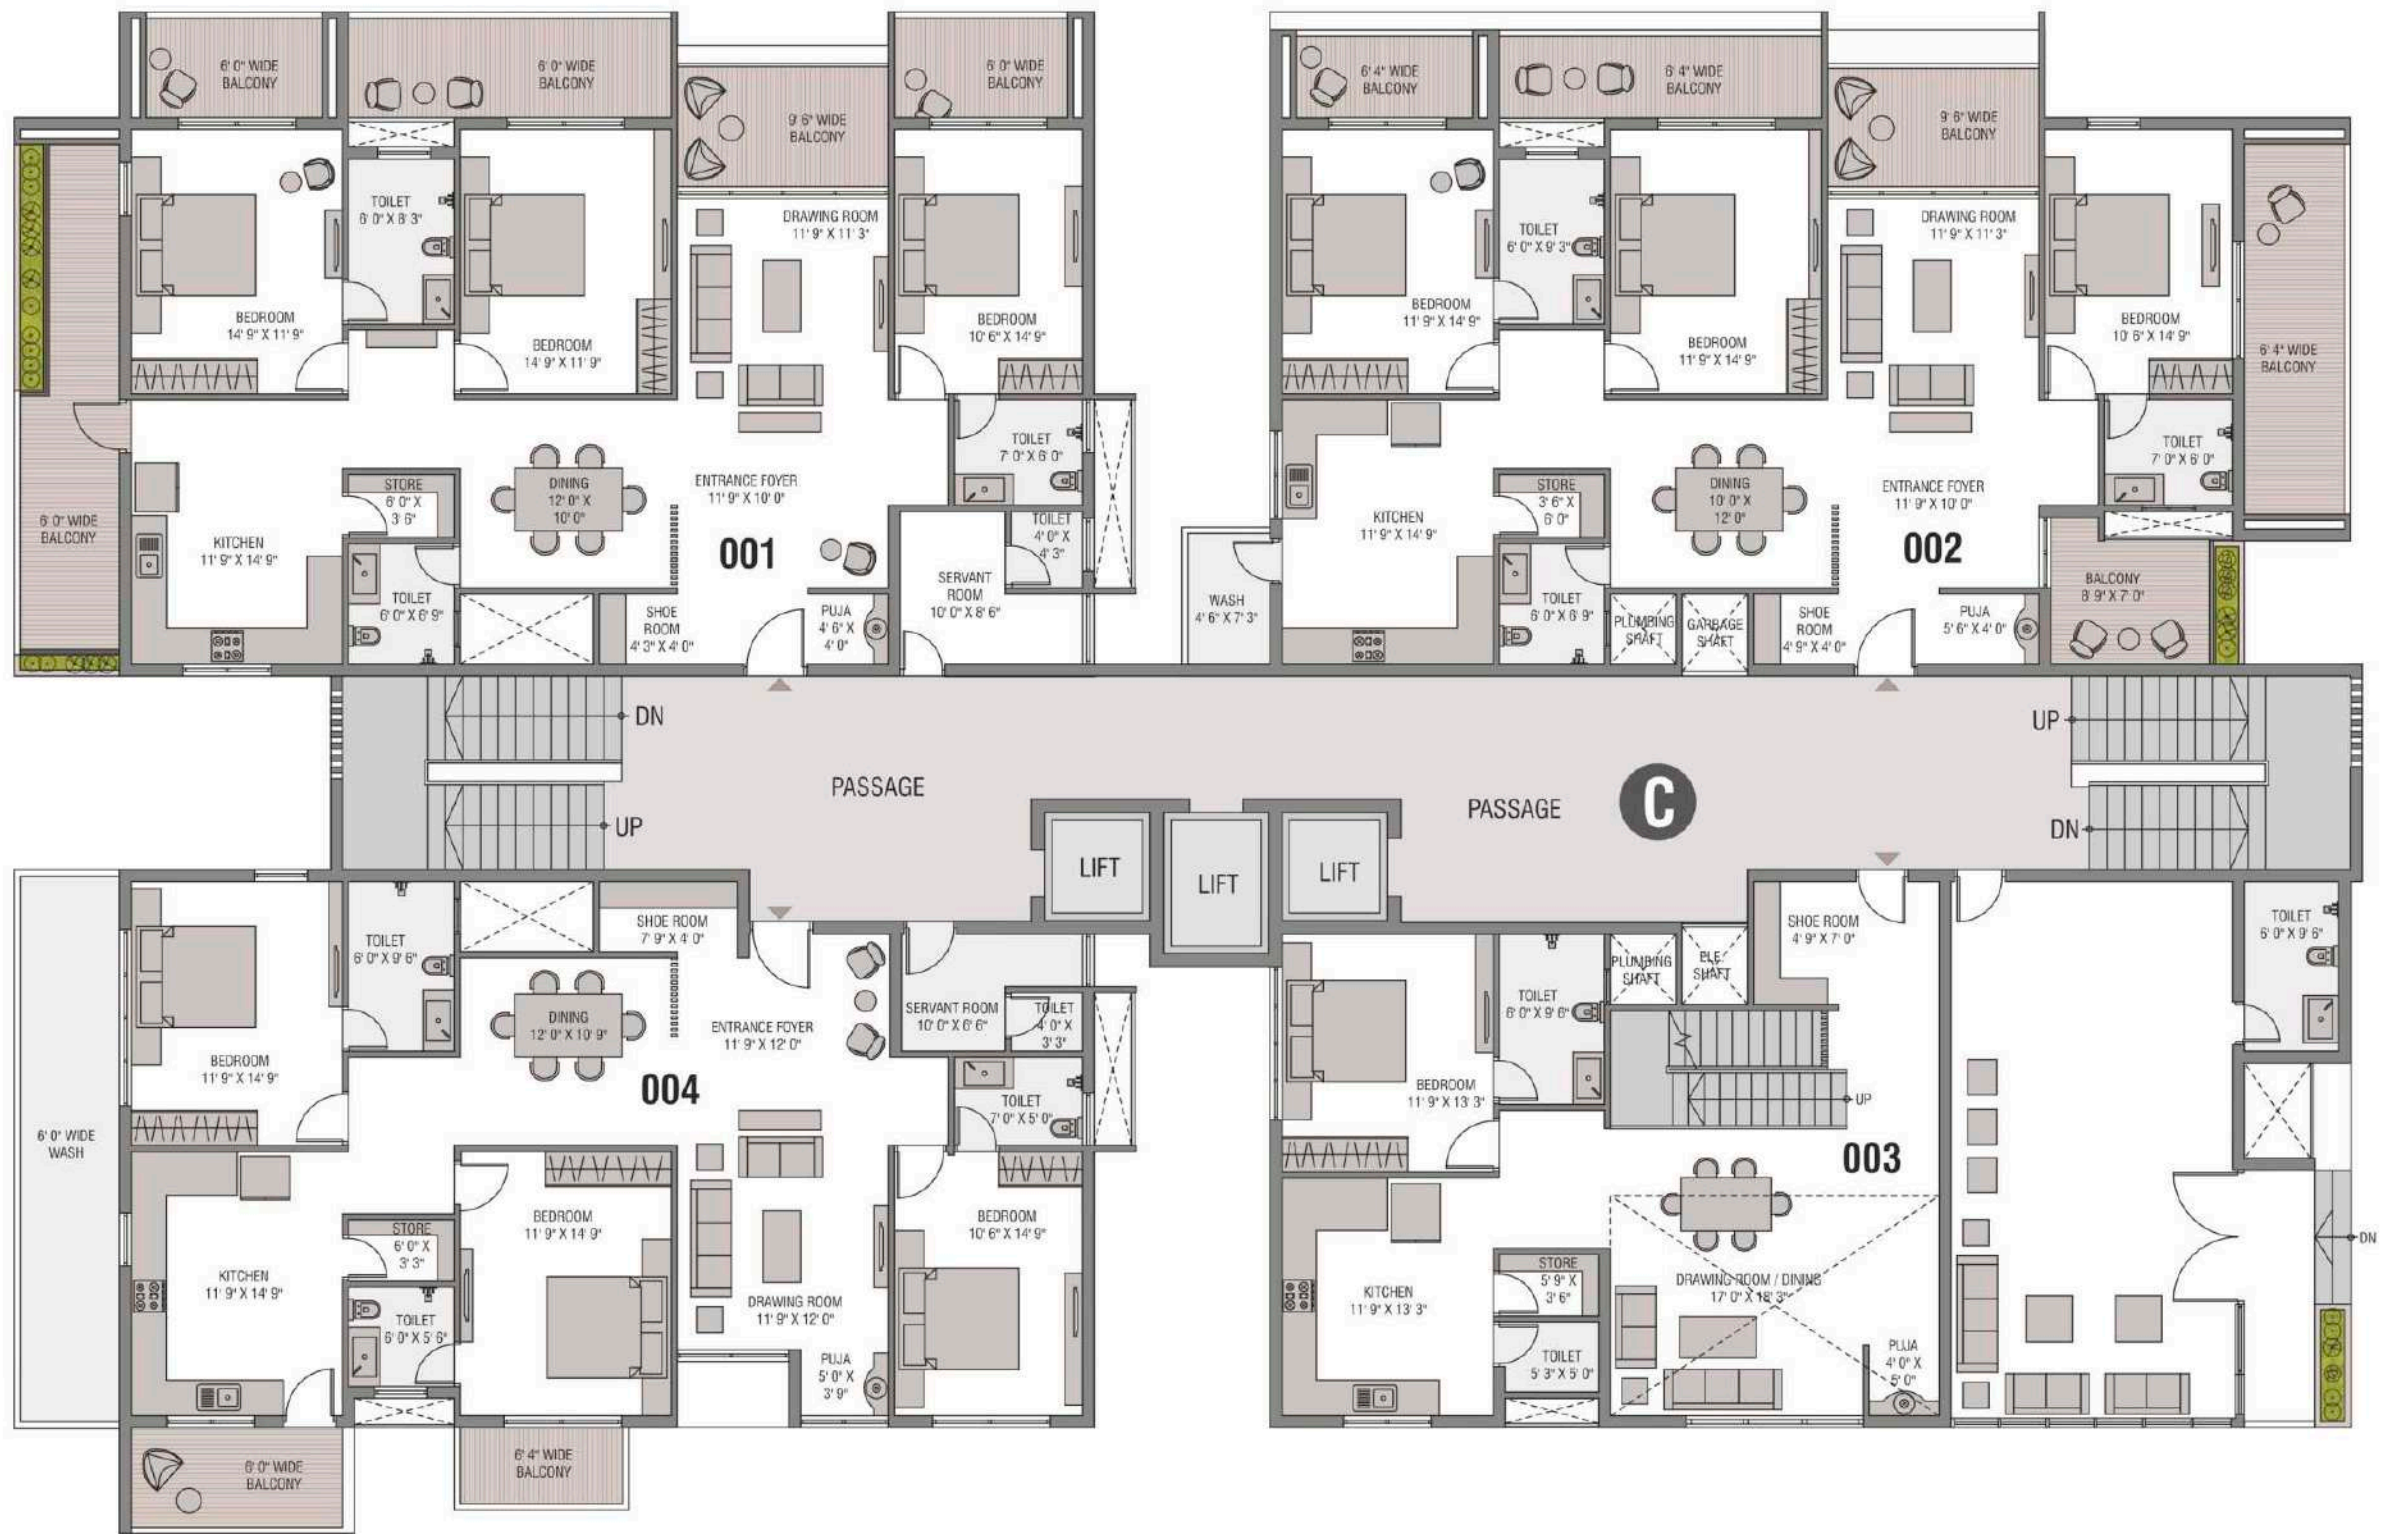 6' 0" WIDE
BALCONY
6' 0" WIDE
BALCONY
9' 6" WIDE
BALCONY
6' 0" WIDE
BALCONY
TOILET
6' 0" X 8' 3"
DRAWING ROOM
11' 9" X 11' 3"
BEDROOM
14' 9" X 11' 9"
BEDROOM
14' 9" X 11' 9"
BEDROOM
10' 6" X 14' 9"
TOILET
7' 0" X 6' 0"
6' 0" WIDE
BALCONY
KITCHEN
11' 9" X 14' 9"
STORE
6' 0" X
3' 6"
DINING
12' 0" X
10' 0"
ENTRANCE FOYER
11' 9" X 10' 0"
001
TOILET
4' 0" X
4' 3"
SERVANT
ROOM
10' 0" X 8' 6"
TOILET
6' 0" X 6' 9"
SHOE
ROOM
4' 3" X 4' 0"
PUJA
4' 6" X
4' 0"
6' 4" WIDE
BALCONY
6' 4" WIDE
BALCONY
9' 6" WIDE
BALCONY
TOILET
6' 0" X 9' 3"
DRAWING ROOM
11' 9" X 11' 3"
BEDROOM
11' 9" X 14' 9"
BEDROOM
11' 9" X 14' 9"
BEDROOM
10' 6" X 14' 9"
6' 4" WIDE
BALCONY
TOILET
7' 0" X 6' 0"
KITCHEN
11' 9" X 14' 9"
STORE
3' 6" X
6' 0"
DINING
10' 0" X
12' 0"
ENTRANCE FOYER
11' 9" X 10' 0"
002
WASH
4' 6" X 7' 3"
TOILET
6' 0" X 6' 9"
PLUMBING
SHAFT
GARBAGE
SHAFT
SHOE
ROOM
4' 9" X 4' 0"
PUJA
5' 6" X 4' 0"
BALCONY
8' 9" X 7' 0"
DN
UP
PASSAGE
LIFT
LIFT
LIFT
PASSAGE
C
UP
DN
6' 0" WIDE
WASH
BEDROOM
11' 9" X 14' 9"
TOILET
6' 0" X 9' 6"
SHOE ROOM
7' 9" X 4' 0"
DINING
12' 0" X 10' 9"
ENTRANCE FOYER
11' 9" X 12' 0"
004
SERVANT ROOM
10' 0" X 6' 6"
TOILET
4' 0" X
3' 3"
TOILET
7' 0" X 5' 0"
KITCHEN
11' 9" X 14' 9"
STORE
6' 0" X
3' 3"
TOILET
6' 0" X 5' 6"
BEDROOM
11' 9" X 14' 9"
DRAWING ROOM
11' 9" X 12' 0"
PUJA
5' 0" X
3' 9"
BEDROOM
10' 6" X 14' 9"
6' 0" WIDE
BALCONY
6' 4" WIDE
BALCONY
BEDROOM
11' 9" X 13' 3"
TOILET
6' 0" X 9' 6"
PLUMBING
SHAFT
ELE.
SHAFT
SHOE ROOM
4' 9" X 7' 0"
UP
003
KITCHEN
11' 9" X 13' 3"
STORE
5' 9" X
3' 6"
TOILET
5' 3" X 5' 0"
DRAWING ROOM / DINING
17' 0" X 18' 3"
PUJA
4' 0" X
5' 0"
TOILET
6' 0" X 9' 6"
DN